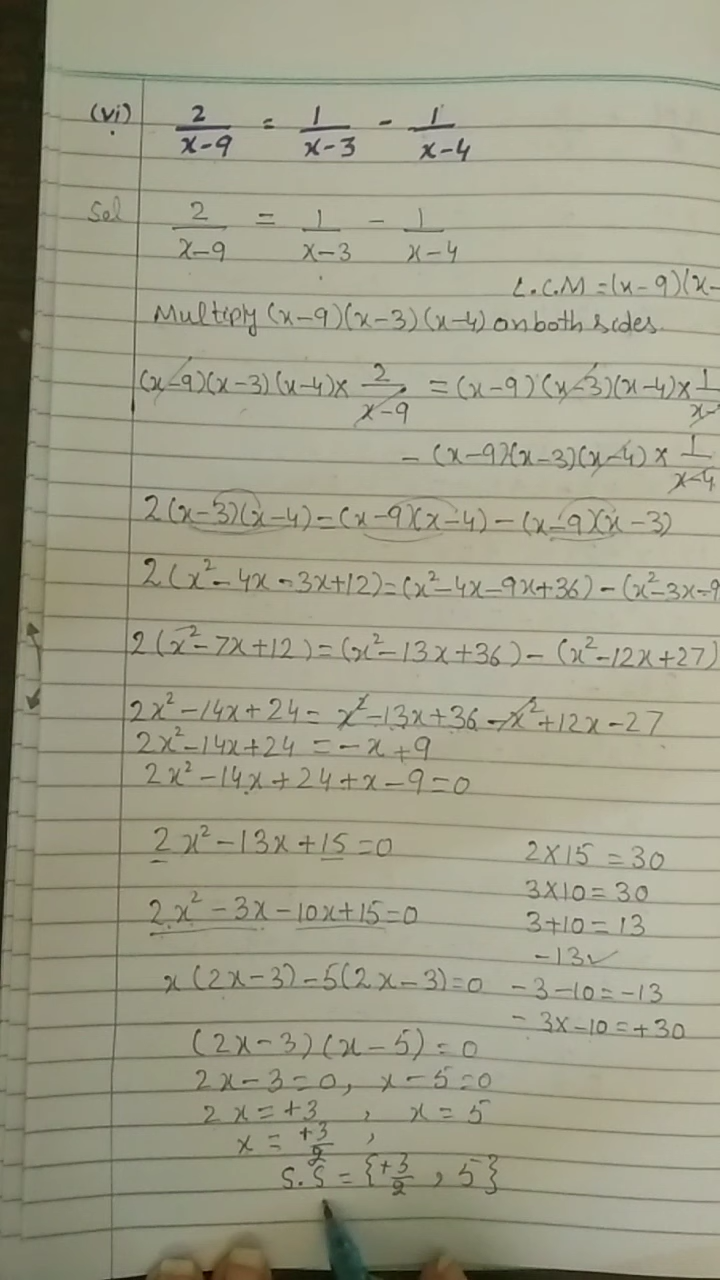 (vi) 2/(x-9) = 1/(x-3) - 1/(x-4)
Sol 2/(x-9) = 1/(x-3) - 1/(x-4)
L.C.M = (x-9)(x-
Multiply (x-9)(x-3)(x-4) on both sides.
(x-9)(x-3)(x-4) × 2/(x-9) = (x-9)(x-3)(x-4) × 1/x-
- (x-9)(x-3)(x-4) × 1/(x-4)
2(x-3)(x-4) = (x-9)(x-4) - (x-9)(x-3)
2(x²-4x-3x+12) = (x²-4x-9x+36) - (x²-3x-9
2(x²-7x+12) = (x²-13x+36) - (x²-12x+27)
2x²-14x+24 = x²-13x+36-x²+12x-27
2x²-14x+24 = -x+9
2x²-14x+24+x-9=0
2x²-13x+15=0
2x²-3x-10x+15=0
x(2x-3)-5(2x-3)=0
(2x-3)(x-5)=0
2x-3=0, x-5=0
2x=+3, x=5
x=+3/2,
S.S = {+3/2, 5}
2×15=30
3×10=30
3+10=13
-13✓
-3-10=-13
-3×-10=+30